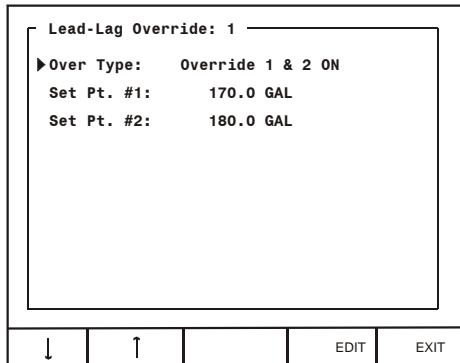 Lead-Lag Override: 1
▶Over Type: Override 1 & 2 ON
Set Pt. #1: 170.0 GAL
Set Pt. #2: 180.0 GAL
↓ ↑ EDIT EXIT